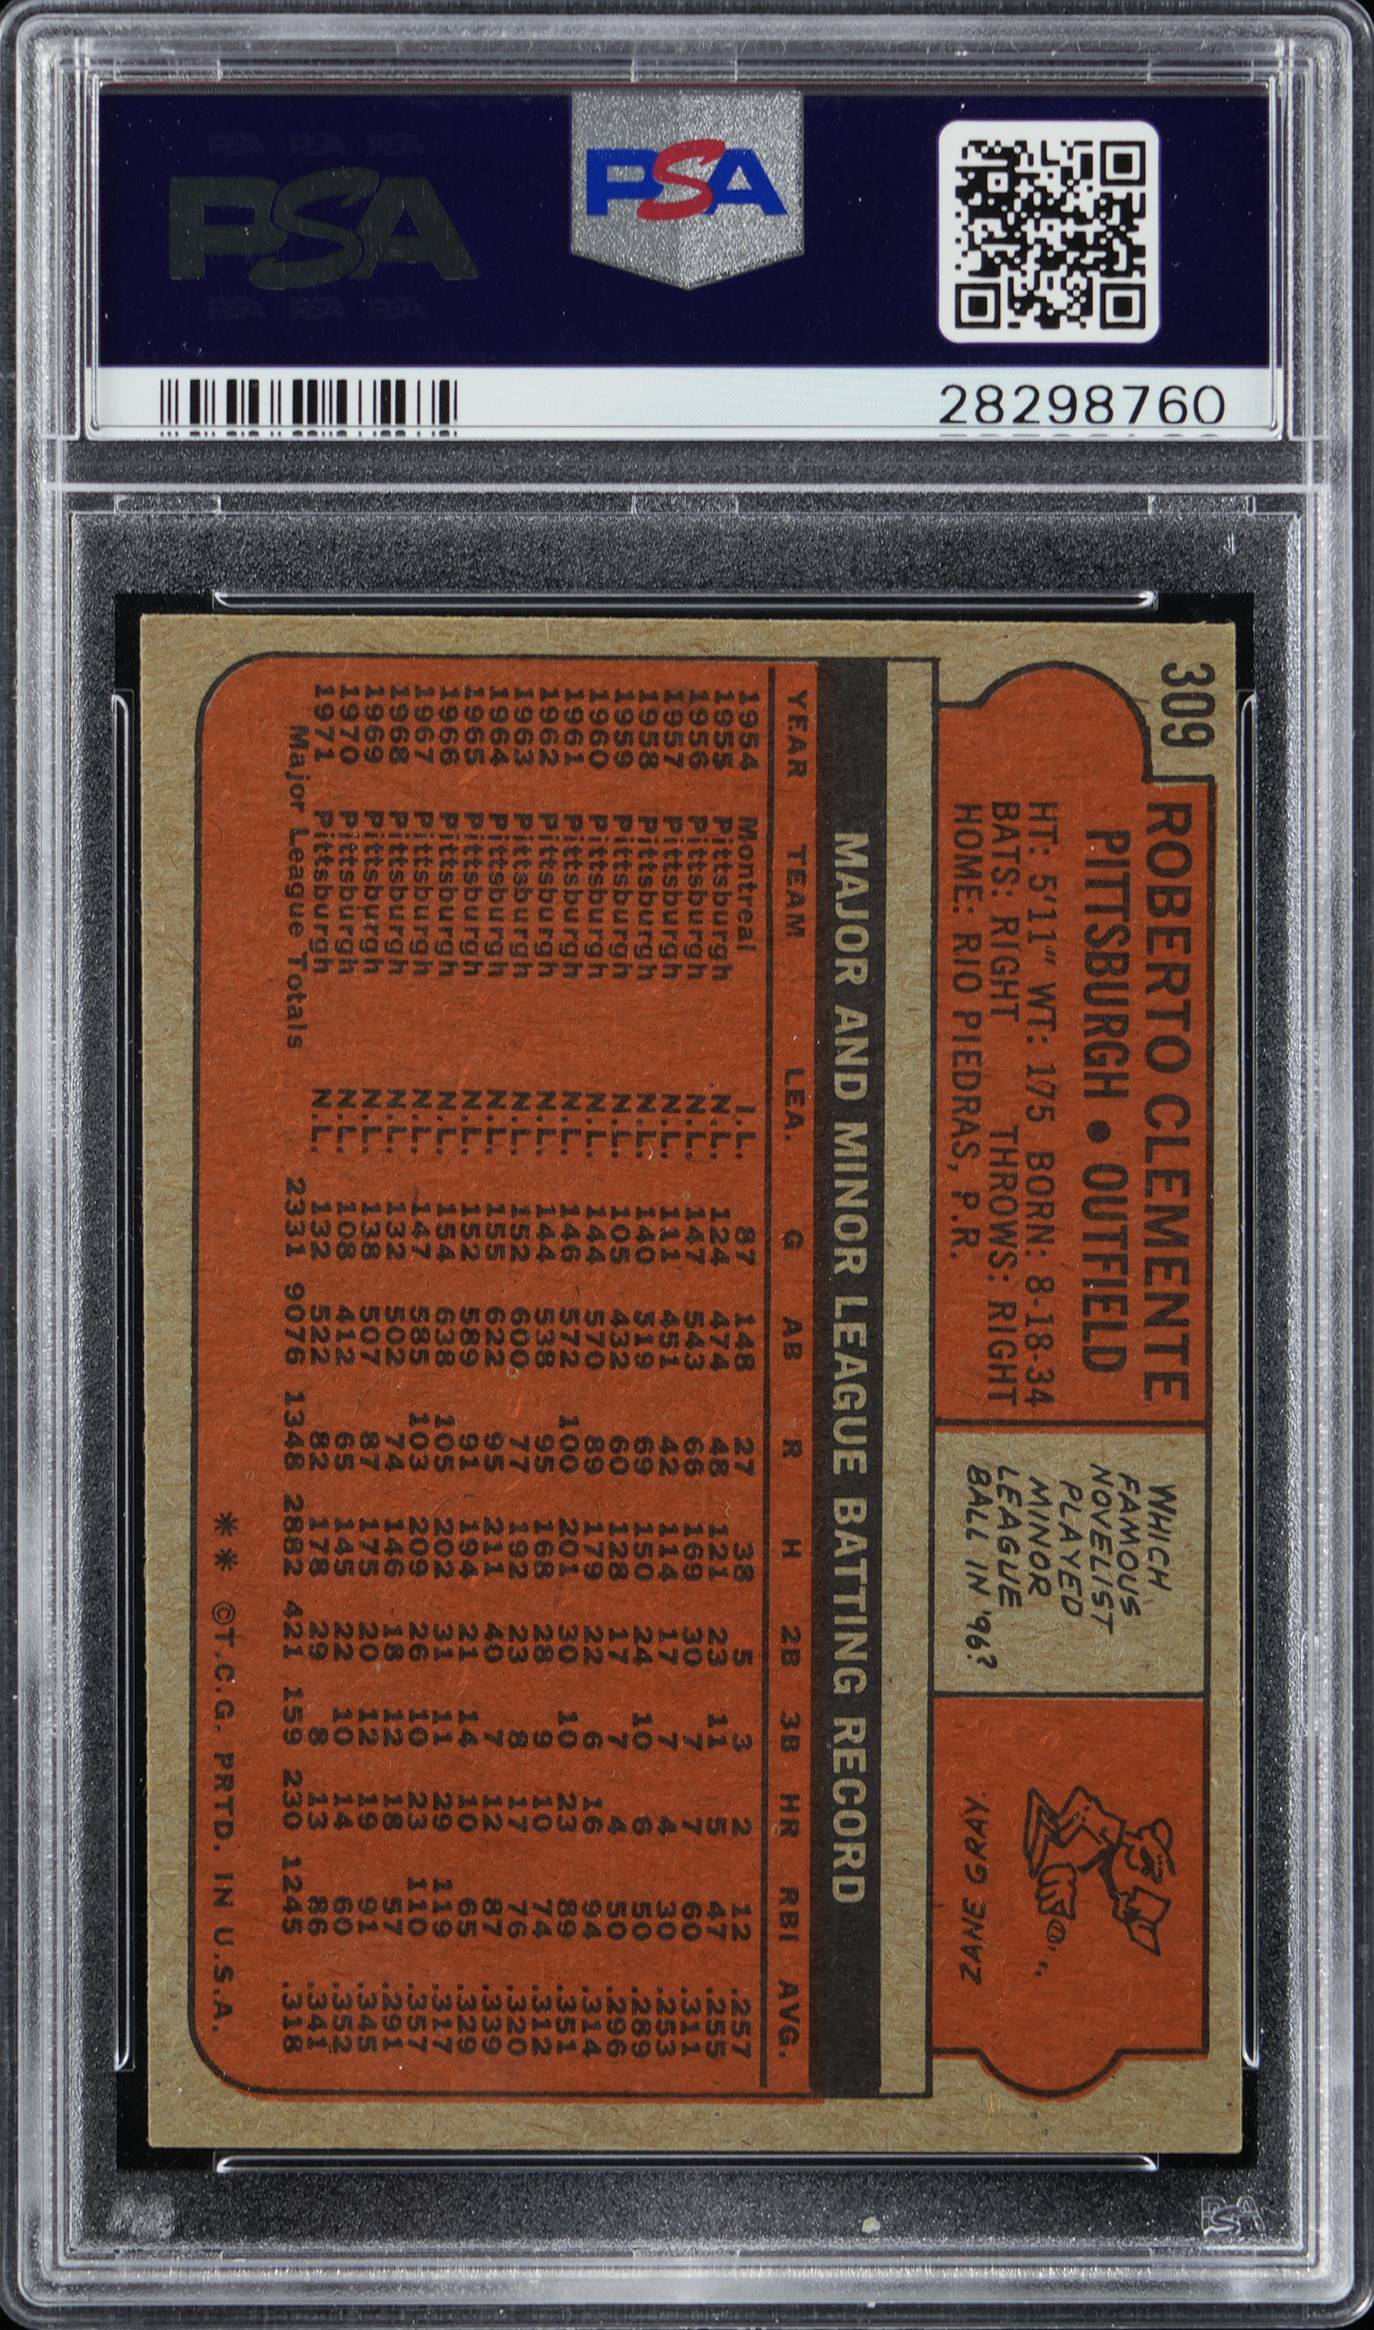 PSA
PSA PSA PSA
PSA
PSA PSA PSA
28298760
309
ROBERTO CLEMENTE
PITTSBURGH • OUTFIELD
HT: 5'11" WT: 175 BORN: 8-18-34
BATS: RIGHT THROWS: RIGHT
HOME: RIO PIEDRAS, P.R.
WHICH
FAMOUS
NOVELIST
PLAYED
MINOR
LEAGUE
BALL IN '96?
ZANE GRAY.
MAJOR AND MINOR LEAGUE BATTING RECORD
YEAR TEAM LEA. G AB R H 2B 3B HR RBI AVG.
1954 Montreal I.L. 87 148 27 38 5 3 2 12 .257
1955 Pittsburgh N.L. 124 474 48 121 23 11 5 47 .255
1956 Pittsburgh N.L. 147 543 66 169 30 7 7 60 .311
1957 Pittsburgh N.L. 111 451 42 114 17 7 4 30 .253
1958 Pittsburgh N.L. 140 519 69 150 24 10 6 50 .289
1959 Pittsburgh N.L. 105 432 60 128 17 7 4 50 .296
1960 Pittsburgh N.L. 144 570 89 179 22 6 16 94 .314
1961 Pittsburgh N.L. 146 572 100 201 30 10 23 89 .351
1962 Pittsburgh N.L. 144 538 95 168 28 9 10 74 .312
1963 Pittsburgh N.L. 152 600 77 192 23 8 17 76 .320
1964 Pittsburgh N.L. 155 622 95 211 40 7 12 87 .339
1965 Pittsburgh N.L. 152 589 91 194 21 14 10 65 .329
1966 Pittsburgh N.L. 154 638 105 202 31 11 29 119 .317
1967 Pittsburgh N.L. 147 585 103 209 26 10 23 110 .357
1968 Pittsburgh N.L. 132 502 74 146 18 12 18 57 .291
1969 Pittsburgh N.L. 138 507 87 175 20 12 19 91 .345
1970 Pittsburgh N.L. 108 412 65 145 22 10 14 60 .352
1971 Pittsburgh N.L. 132 522 82 178 29 8 13 86 .341
Major League Totals 2331 9076 1348 2882 421 159 230 1245 .318
** ©T.C.G. PRTD. IN U.S.A.
PSA